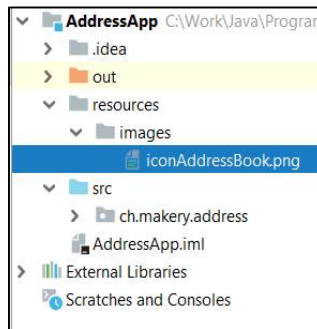 AddressApp C:\Work\Java\Program
.idea
out
resources
images
iconAddressBook.png
src
ch.makery.address
AddressApp.iml
External Libraries
Scratches and Consoles